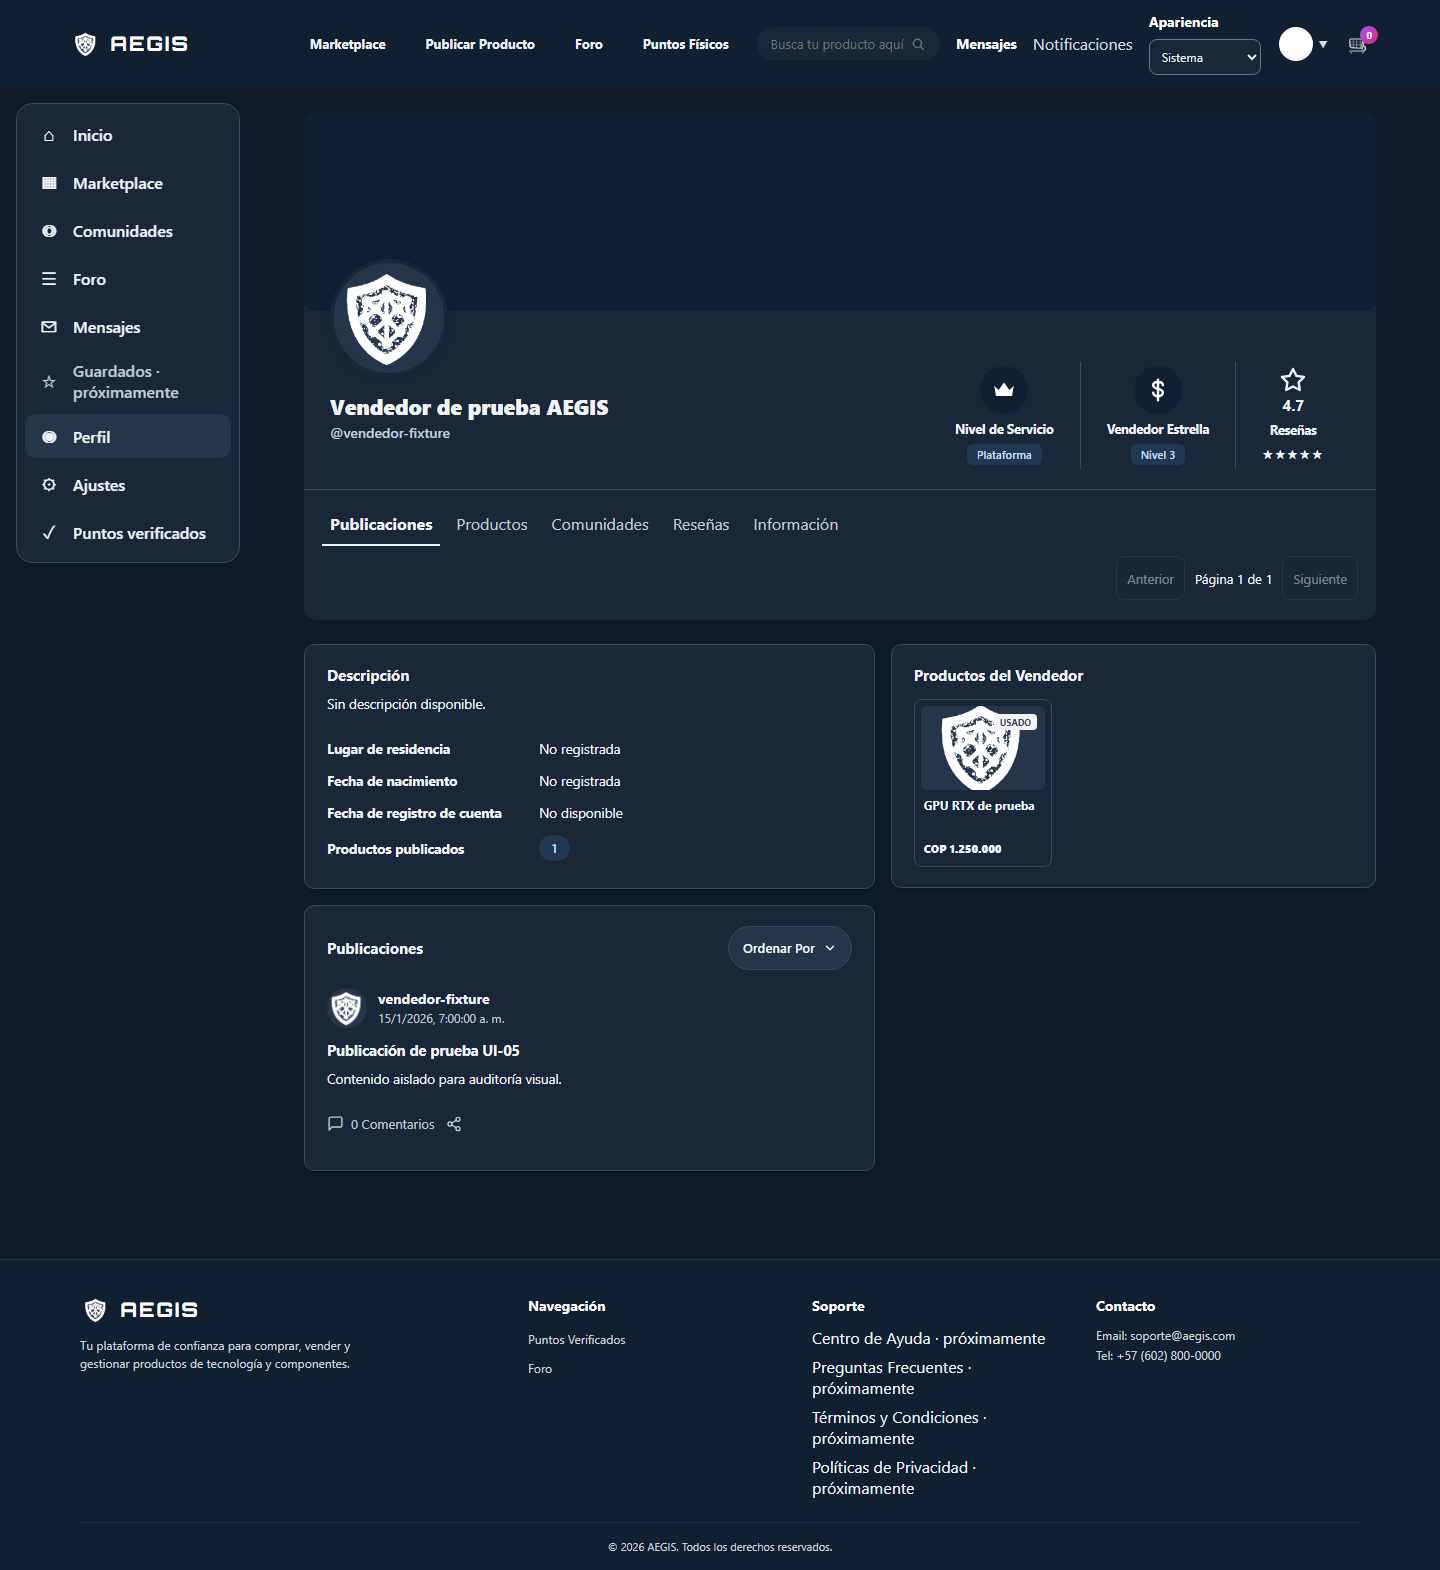 AEGIS
Marketplace
Publicar Producto
Foro
Puntos Físicos
Busca tu producto aquí
Mensajes
Notificaciones
Apariencia
Sistema
0
Inicio
Marketplace
Comunidades
Foro
Mensajes
Guardados ·
próximamente
Perfil
Ajustes
Puntos verificados
Vendedor de prueba AEGIS
@vendedor-fixture
Nivel de Servicio
Plataforma
Vendedor Estrella
Nivel 3
4.7
Reseñas
★★★★★
Publicaciones
Productos
Comunidades
Reseñas
Información
Anterior
Página 1 de 1
Siguiente
Descripción
Sin descripción disponible.
Lugar de residencia No registrada
Fecha de nacimiento No registrada
Fecha de registro de cuenta No disponible
Productos publicados 1
Productos del Vendedor
USADO
GPU RTX de prueba
COP 1.250.000
Publicaciones
Ordenar Por
vendedor-fixture
15/1/2026, 7:00:00 a. m.
Publicación de prueba UI-05
Contenido aislado para auditoría visual.
0 Comentarios
AEGIS
Tu plataforma de confianza para comprar, vender y
gestionar productos de tecnología y componentes.
Navegación
Puntos Verificados
Foro
Soporte
Centro de Ayuda · próximamente
Preguntas Frecuentes ·
próximamente
Términos y Condiciones ·
próximamente
Políticas de Privacidad ·
próximamente
Contacto
Email: soporte@aegis.com
Tel: +57 (602) 800-0000
© 2026 AEGIS. Todos los derechos reservados.